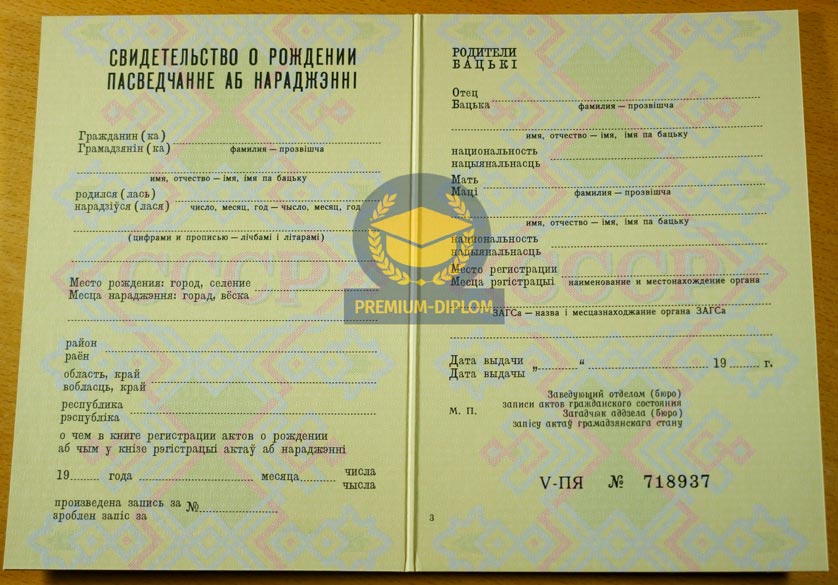 СВИДЕТЕЛЬСТВО О РОЖДЕНИИ
ПАСВЕДЧАННЕ АБ НАРАДЖЭННІ
Гражданин (ка)
Грамадзянін (ка)
фамилия — прозвішча
имя, отчество — імя, імя па бацьку
родился (лась)
нарадзіўся (лася)
число, месяц, год — чысло, месяц, год
(цифрами и прописью — лічбамі і літарамі)
СССР
Место рождения: город, селение
Месца нараджэння: горад, вёска
район
раён
область, край
вобласць, край
республика
рэспубліка
о чем в книге регистрации актов о рождении
аб чым у кнізе рэгістрацыі актаў аб нараджэнні
19 года месяца числа
чысла
произведена запись за №
зроблен запіс за
PREMIUM-DIPLOM
РОДИТЕЛИ
БАЦЬКІ
Отец
Бацька
фамилия — прозвішча
имя, отчество — імя, імя па бацьку
национальность
нацыянальнасць
Мать
Маці
фамилия — прозвішча
имя, отчество — імя, імя па бацьку
национальность
нацыянальнасць
СССР
Место регистрации
Месца рэгістрацыі
наименование и местонахождение органа
ЗАГСа — назва і месцазнаходжанне органа ЗАГСа
Дата выдачи „ “ 19 г.
Дата выдачы
Заведующий отделом (бюро)
записи актов гражданского состояния
М. П.
Загадчык аддзела (бюро)
запісу актаў грамадзянскага стану
V-ПЯ № 718937
3